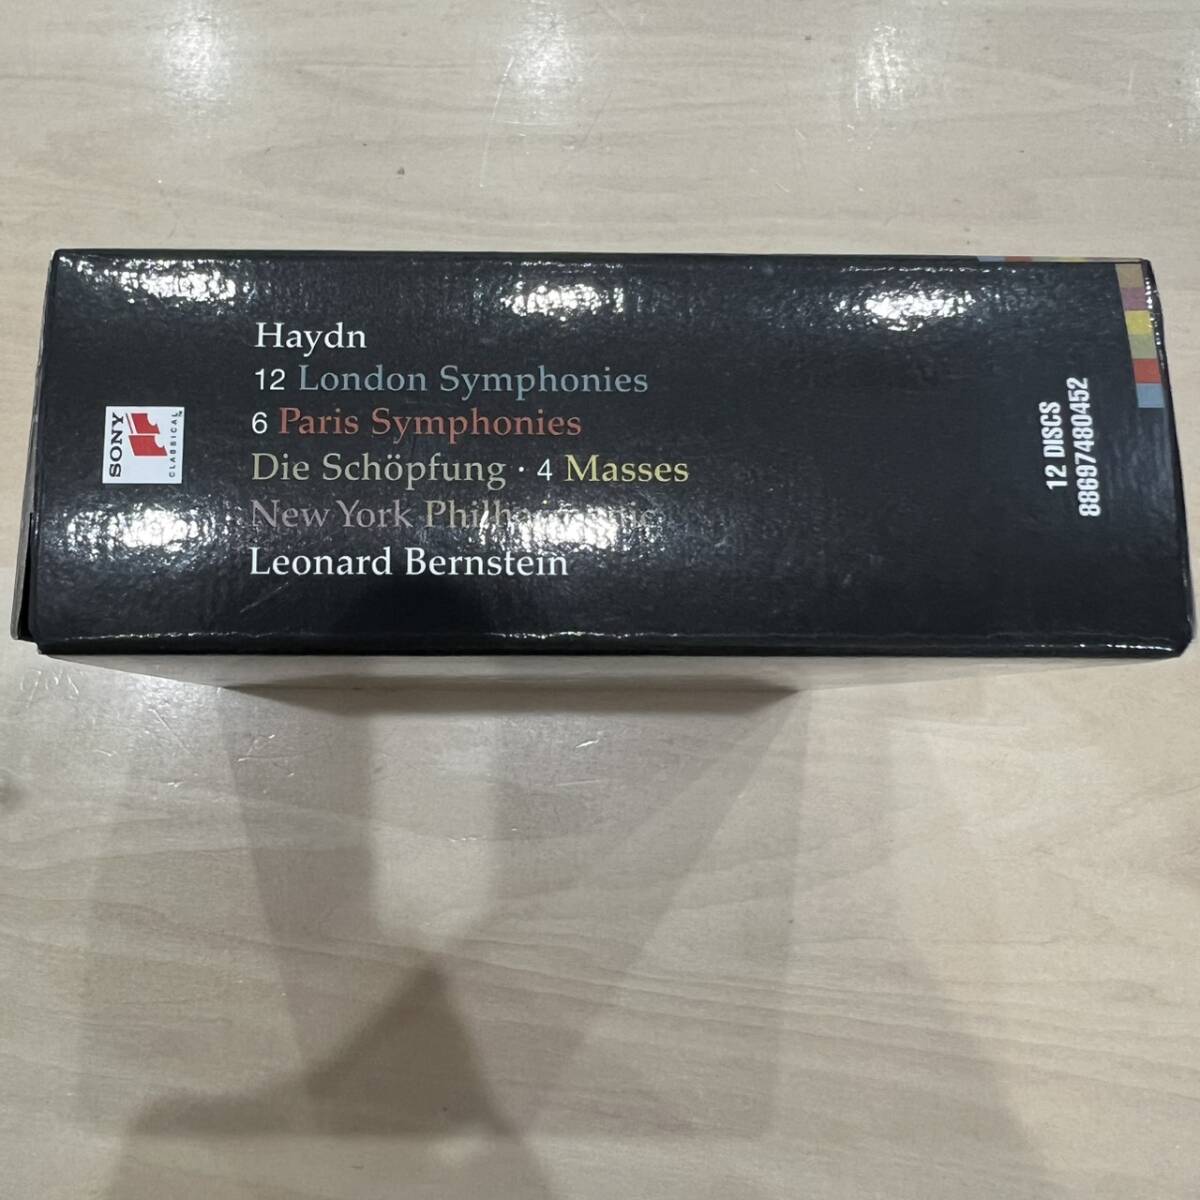 Haydn
12 London Symphonies
6 Paris Symphonies
Die Schöpfung · 4 Masses
New York Philharmonic
Leonard Bernstein
SONY
CLASSICAL
12 DISCS
88697480452